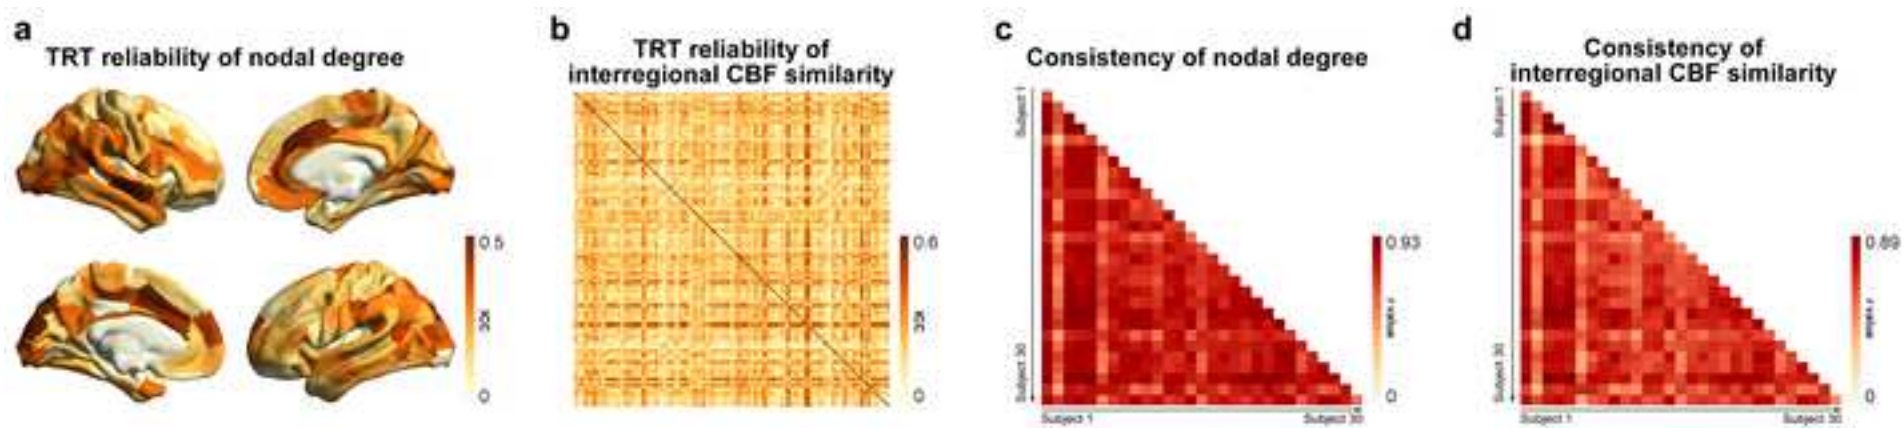 a
TRT reliability of nodal degree
0.5
0
b
TRT reliability of
interregional CBF similarity
0.6
0
c
Consistency of nodal degree
Subject 1
Subject 30
Subject 1
Subject 30
0.93
r value
0
d
Consistency of
interregional CBF similarity
Subject 1
Subject 30
Subject 1
Subject 30
0.89
r value
0